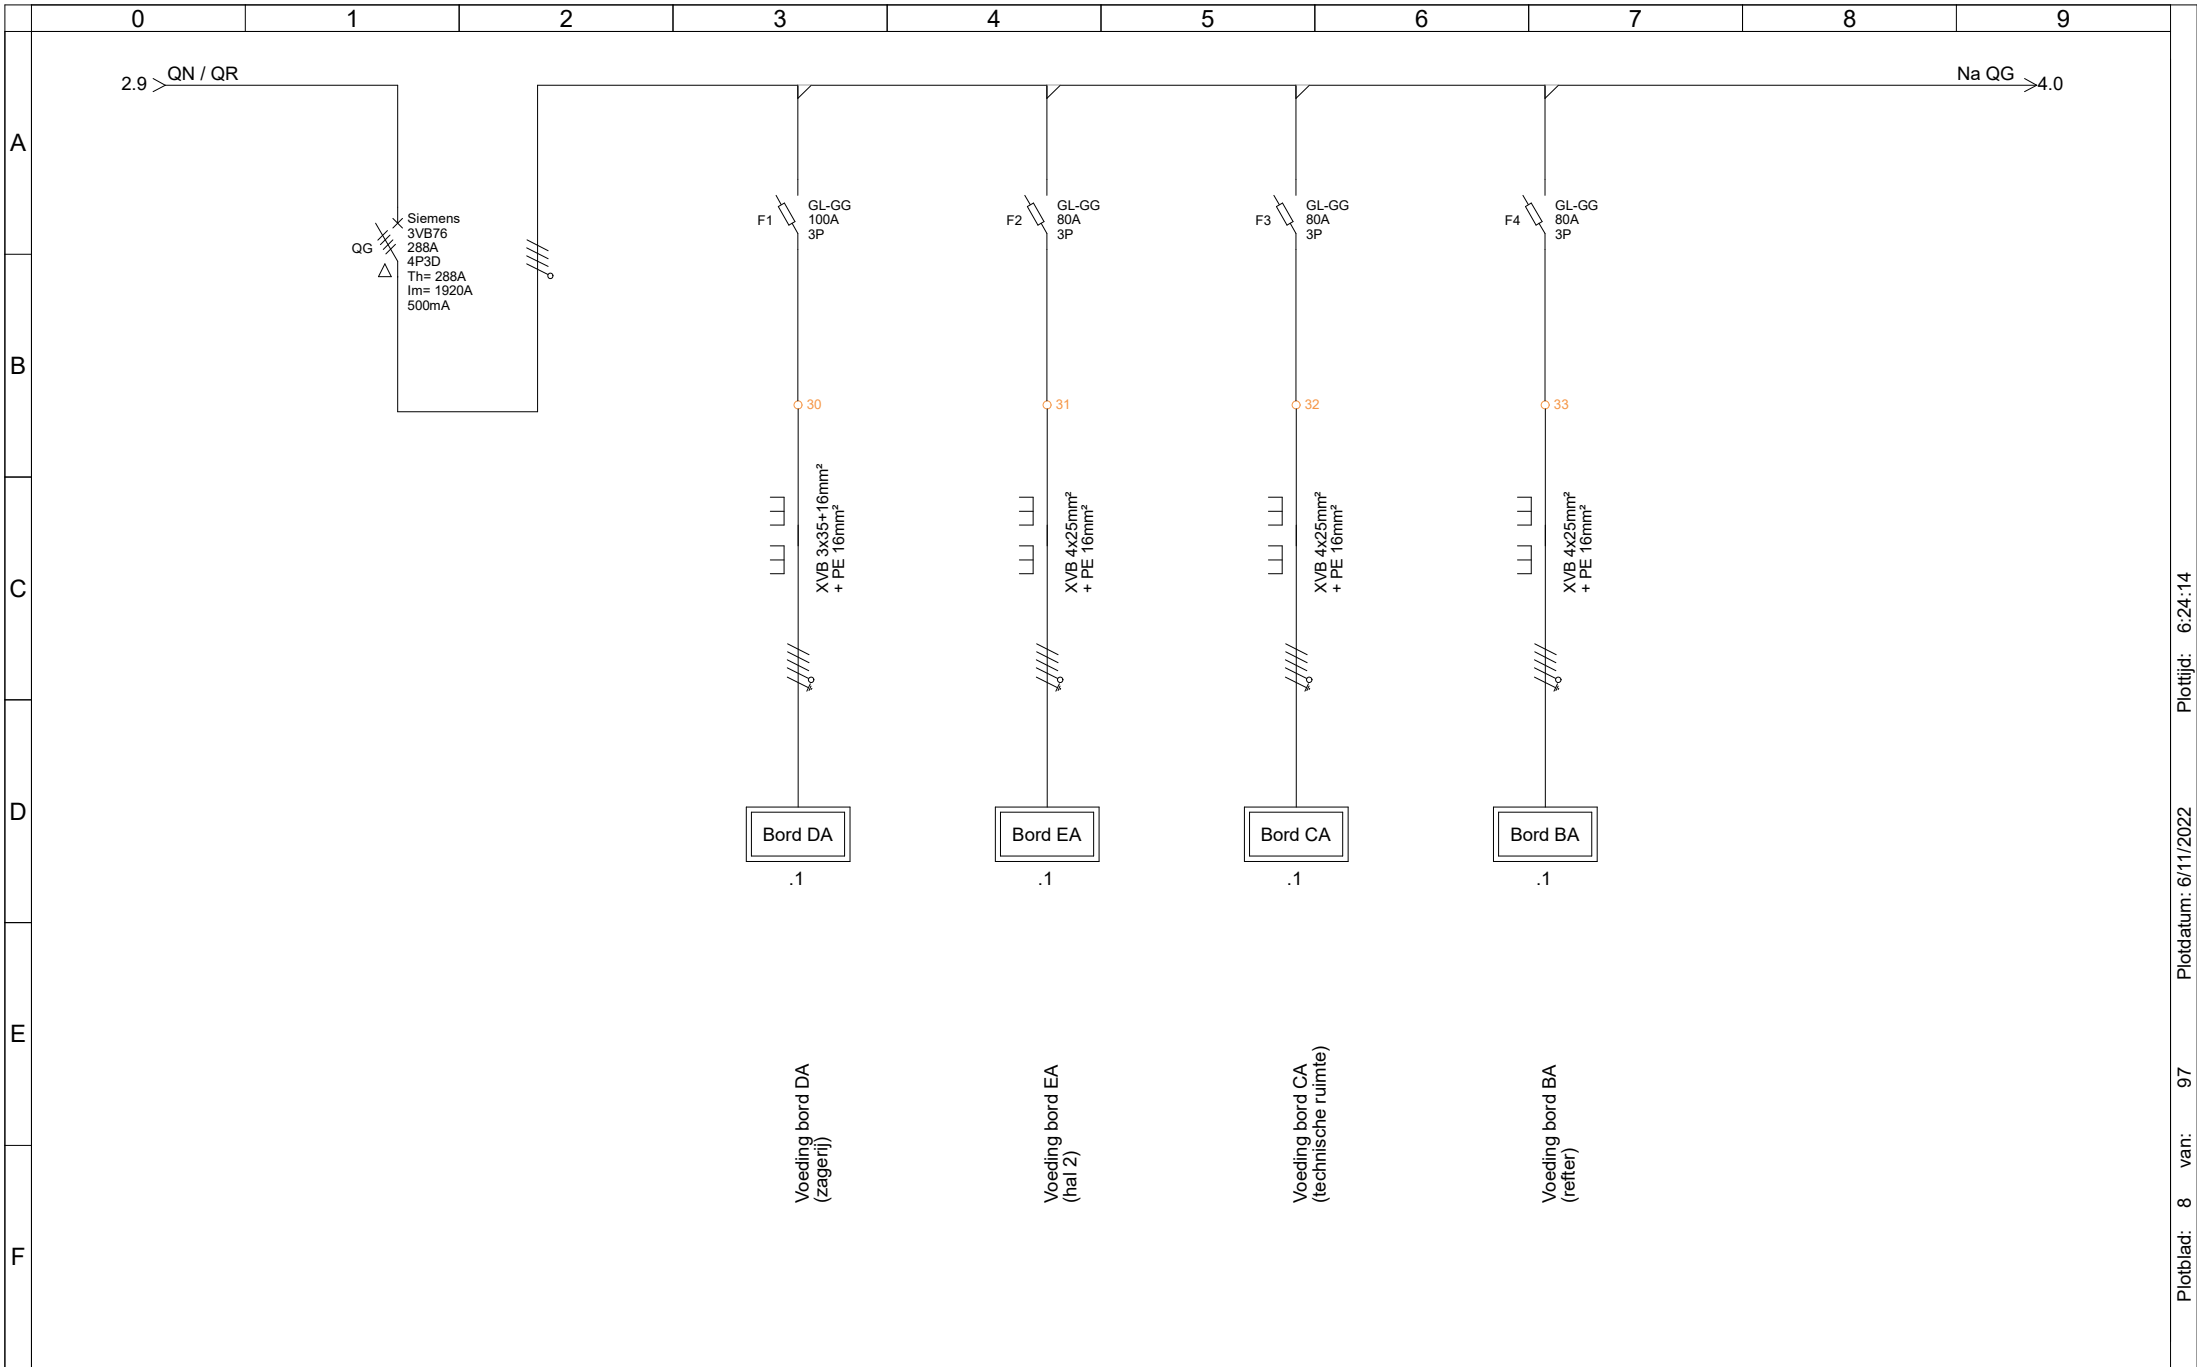 0 1 2 3 4 5 6 7 8 9
2.9 QN / QR
Na QG 4.0
A
B
C
D
E
F
QG
Siemens
3VB76
288A
4P3D
Th= 288A
Im= 1920A
500mA
F1
GL-GG
100A
3P
F2
GL-GG
80A
3P
F3
GL-GG
80A
3P
F4
GL-GG
80A
3P
30
31
32
33
XVB 3x35+16mm²
+ PE 16mm²
XVB 4x25mm²
+ PE 16mm²
XVB 4x25mm²
+ PE 16mm²
XVB 4x25mm²
+ PE 16mm²
Bord DA
.1
Bord EA
.1
Bord CA
.1
Bord BA
.1
Voeding bord DA
(zagerij)
Voeding bord EA
(hal 2)
Voeding bord CA
(technische ruimte)
Voeding bord BA
(refter)
Plotblad: 8 van: 97 Plotdatum: 6/11/2022 Plottijd: 6:24:14